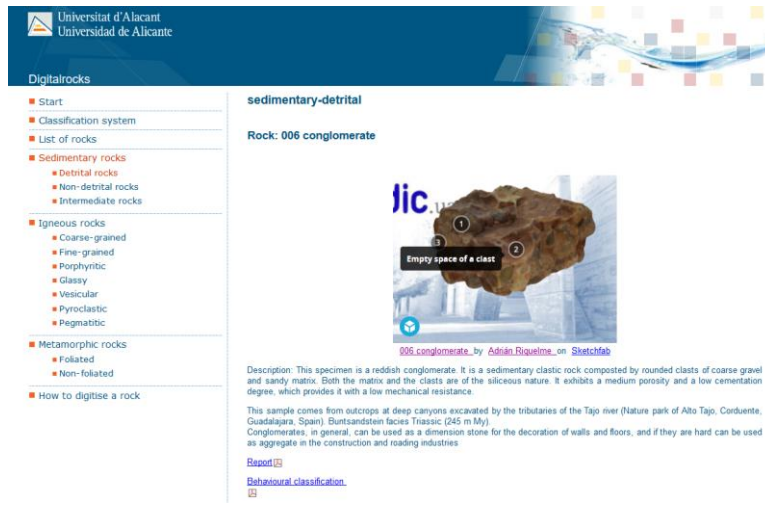 Universitat d'Alacant
Universidad de Alicante
Digitalrocks
Start
Classification system
List of rocks
Sedimentary rocks
Detrital rocks
Non-detrital rocks
Intermediate rocks
Igneous rocks
Coarse-grained
Fine-grained
Porphyritic
Glassy
Vesicular
Pyroclastic
Pegmatitic
Metamorphic rocks
Foliated
Non-foliated
How to digitise a rock
sedimentary-detrital
Rock: 006 conglomerate
1
3
2
Empty space of a clast
006 conglomerate by Adrián Riquelme on Sketchfab
Description: This specimen is a reddish conglomerate. It is a sedimentary clastic rock composted by rounded clasts of coarse gravel
and sandy matrix. Both the matrix and the clasts are of the siliceous nature. It exhibits a medium porosity and a low cementation
degree, which provides it with a low mechanical resistance.
This sample comes from outcrops at deep canyons excavated by the tributaries of the Tajo river (Nature park of Alto Tajo, Corduente,
Guadalajara, Spain). Buntsandstein facies Triassic (245 m My).
Conglomerates, in general, can be used as a dimension stone for the decoration of walls and floors, and if they are hard can be used
as aggregate in the construction and roading industries
Report
Behavioural classification